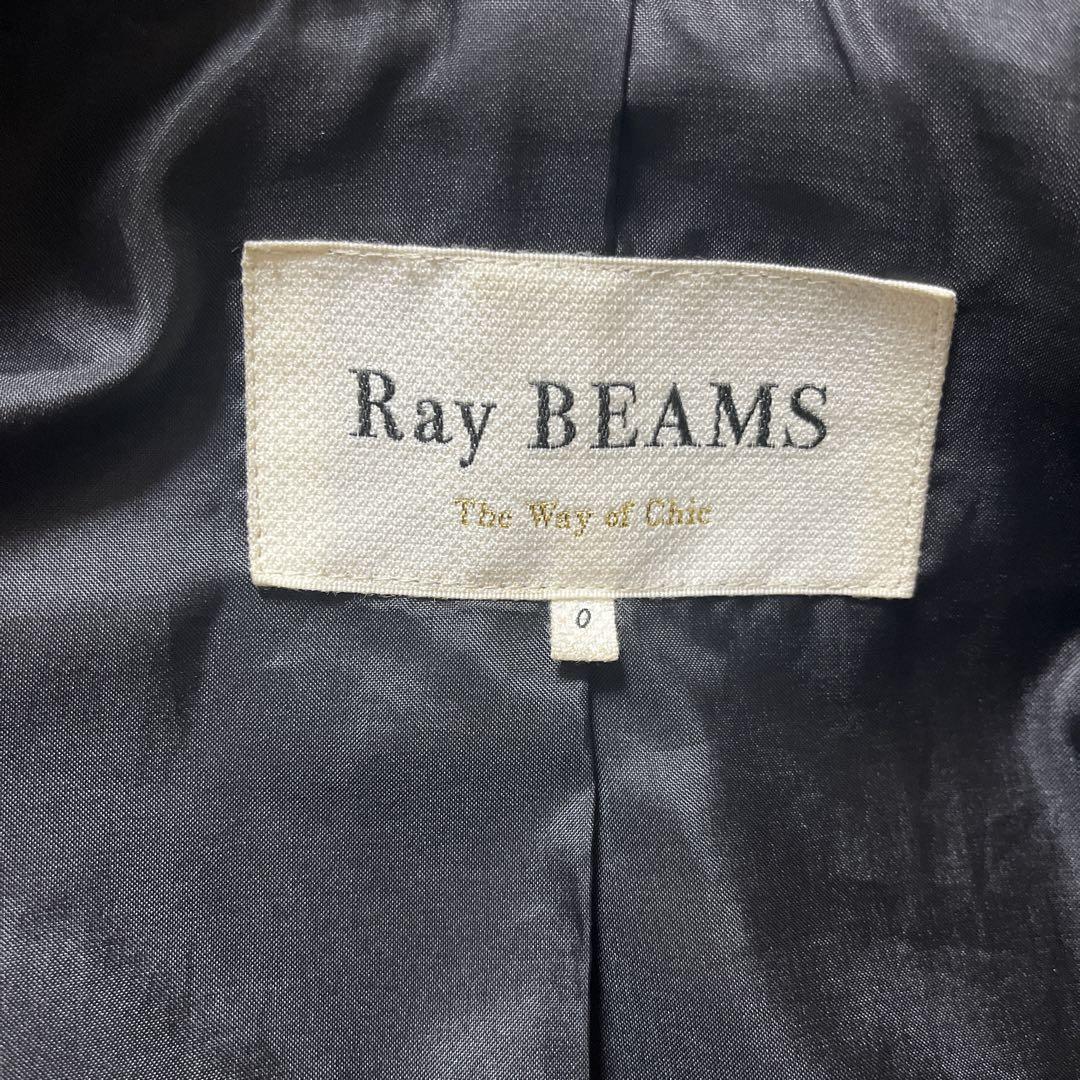 Ray BEAMS
The Way of Chic
0